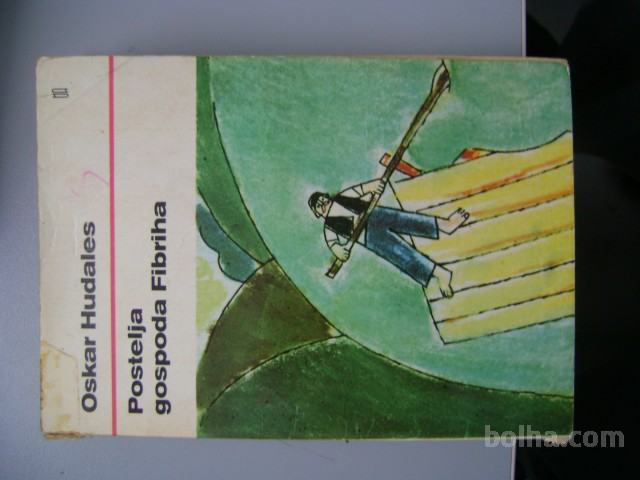 Oskar Hudales
Postelja
gospoda Fibriha
bolha.com